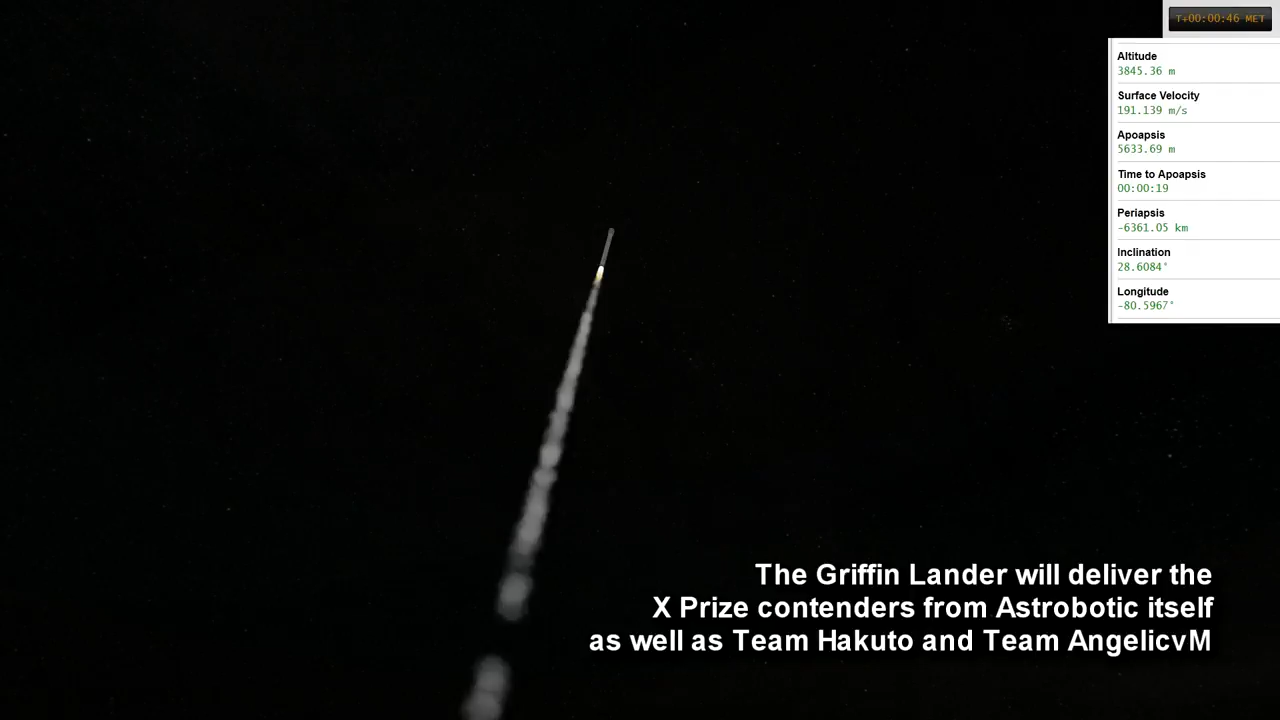 T+00:00:46 MET
Altitude
3845.36 m
Surface Velocity
191.139 m/s
Apoapsis
5633.69 m
Time to Apoapsis
00:00:19
Periapsis
-6361.05 km
Inclination
28.6084°
Longitude
-80.5967°
The Griffin Lander will deliver the
X Prize contenders from Astrobotic itself
as well as Team Hakuto and Team AngelicvM